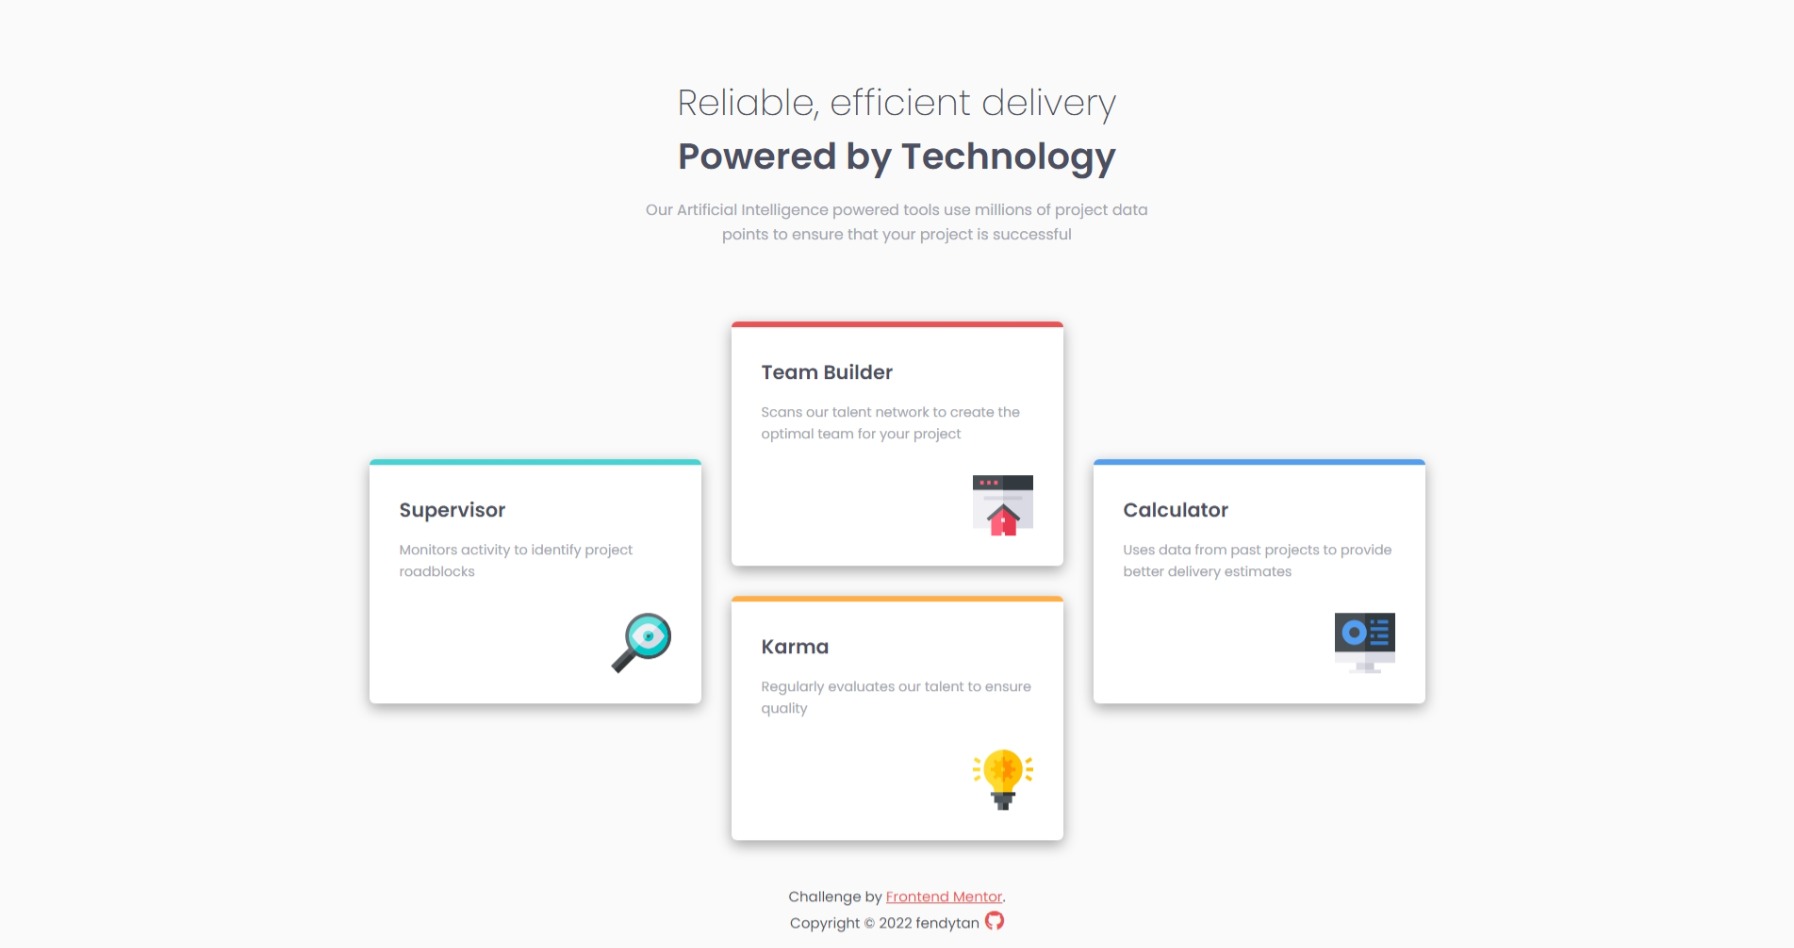 Reliable, efficient delivery
Powered by Technology
Our Artificial Intelligence powered tools use millions of project data
points to ensure that your project is successful
Team Builder
Scans our talent network to create the
optimal team for your project
Supervisor
Monitors activity to identify project
roadblocks
Calculator
Uses data from past projects to provide
better delivery estimates
Karma
Regularly evaluates our talent to ensure
quality
Challenge by Frontend Mentor.
Copyright © 2022 fendytan